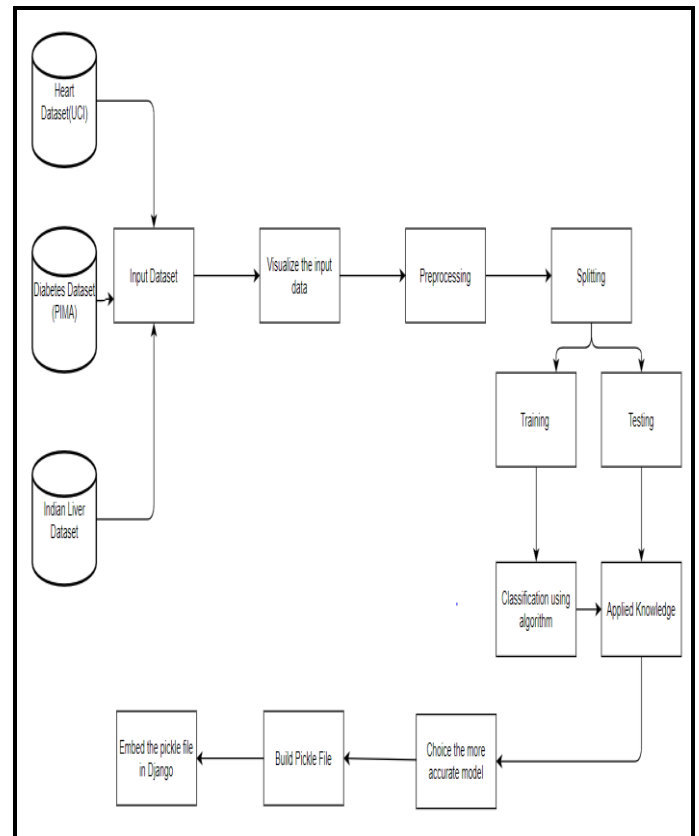 Heart
Dataset(UCI)
Diabetes Dataset
(PIMA)
Indian Liver
Dataset
Input Dataset
Visualize the input
data
Preprocessing
Splitting
Training
Testing
Classification using
algorithm
Applied Knowledge
Choice the more
accurate model
Build Pickle File
Embed the pickle file
in Django